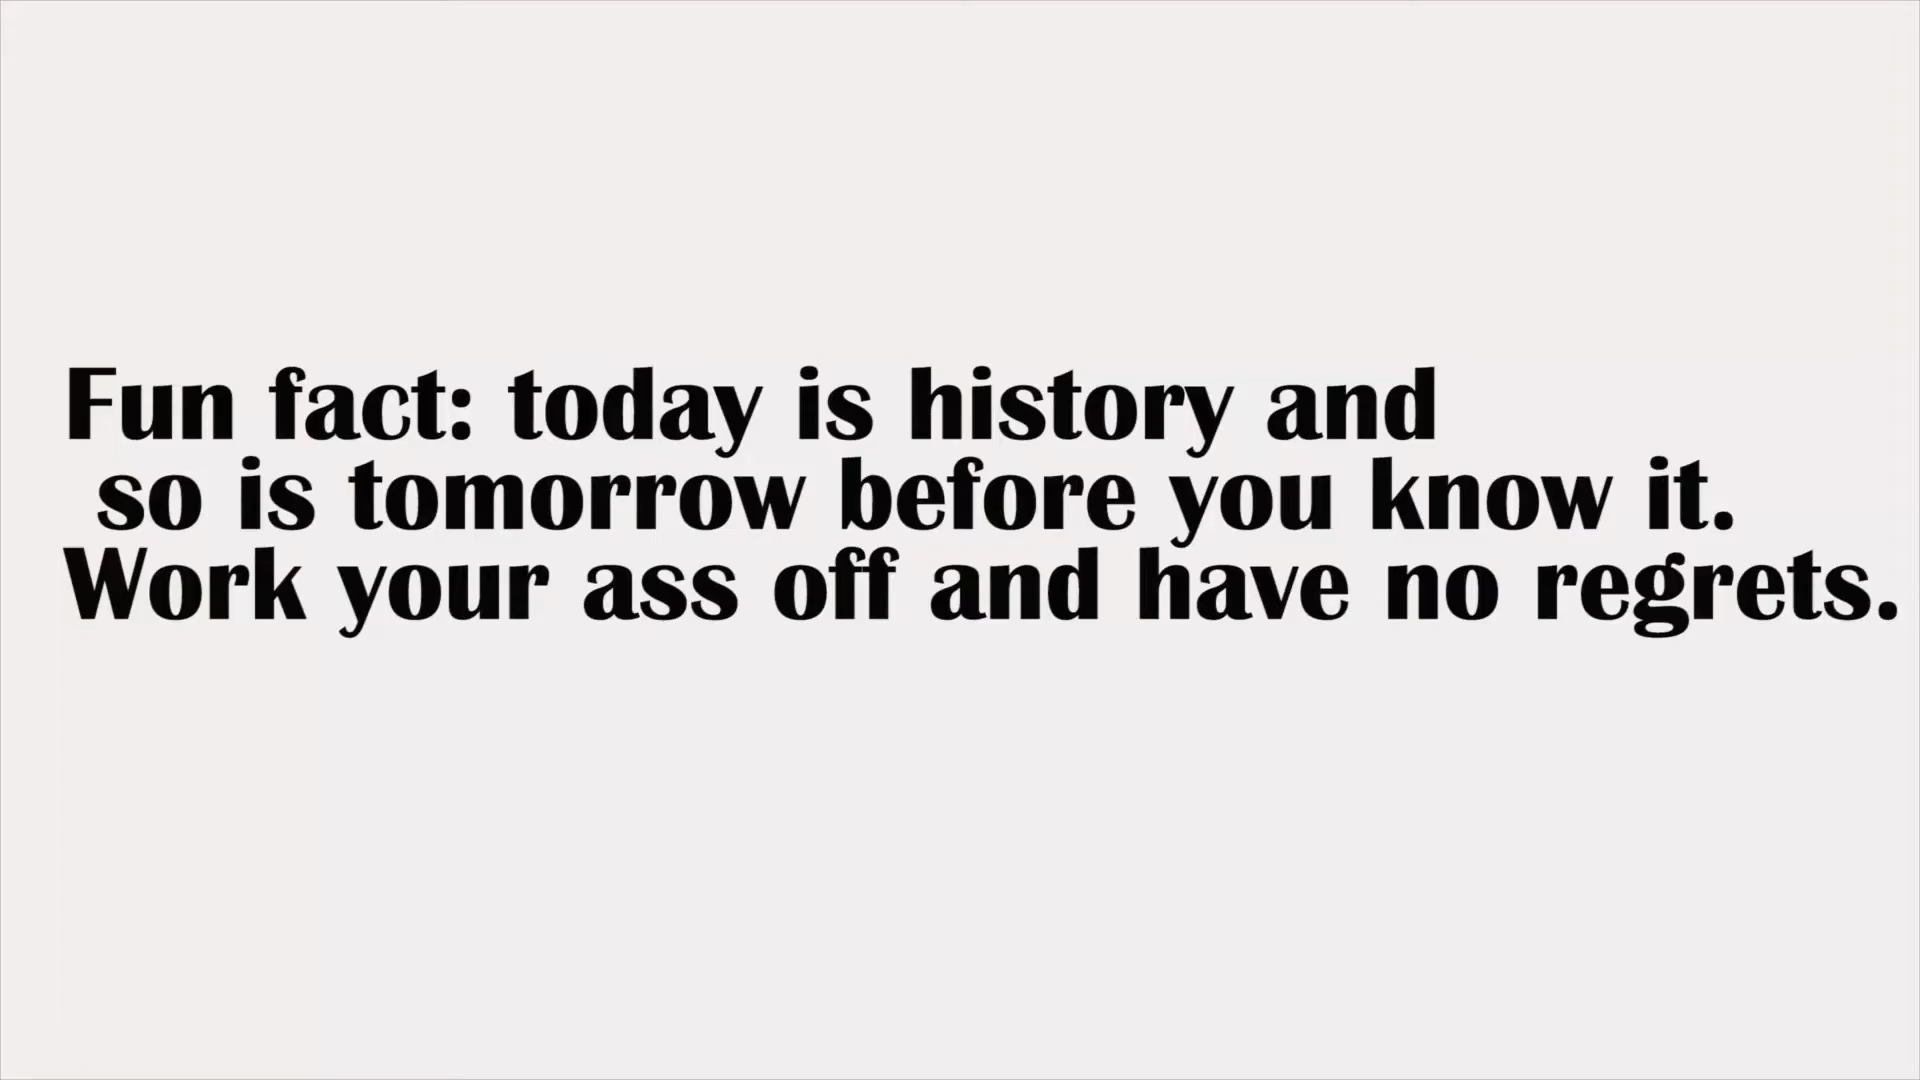 Fun fact: today is history and
so is tomorrow before you know it.
Work your ass off and have no regrets.